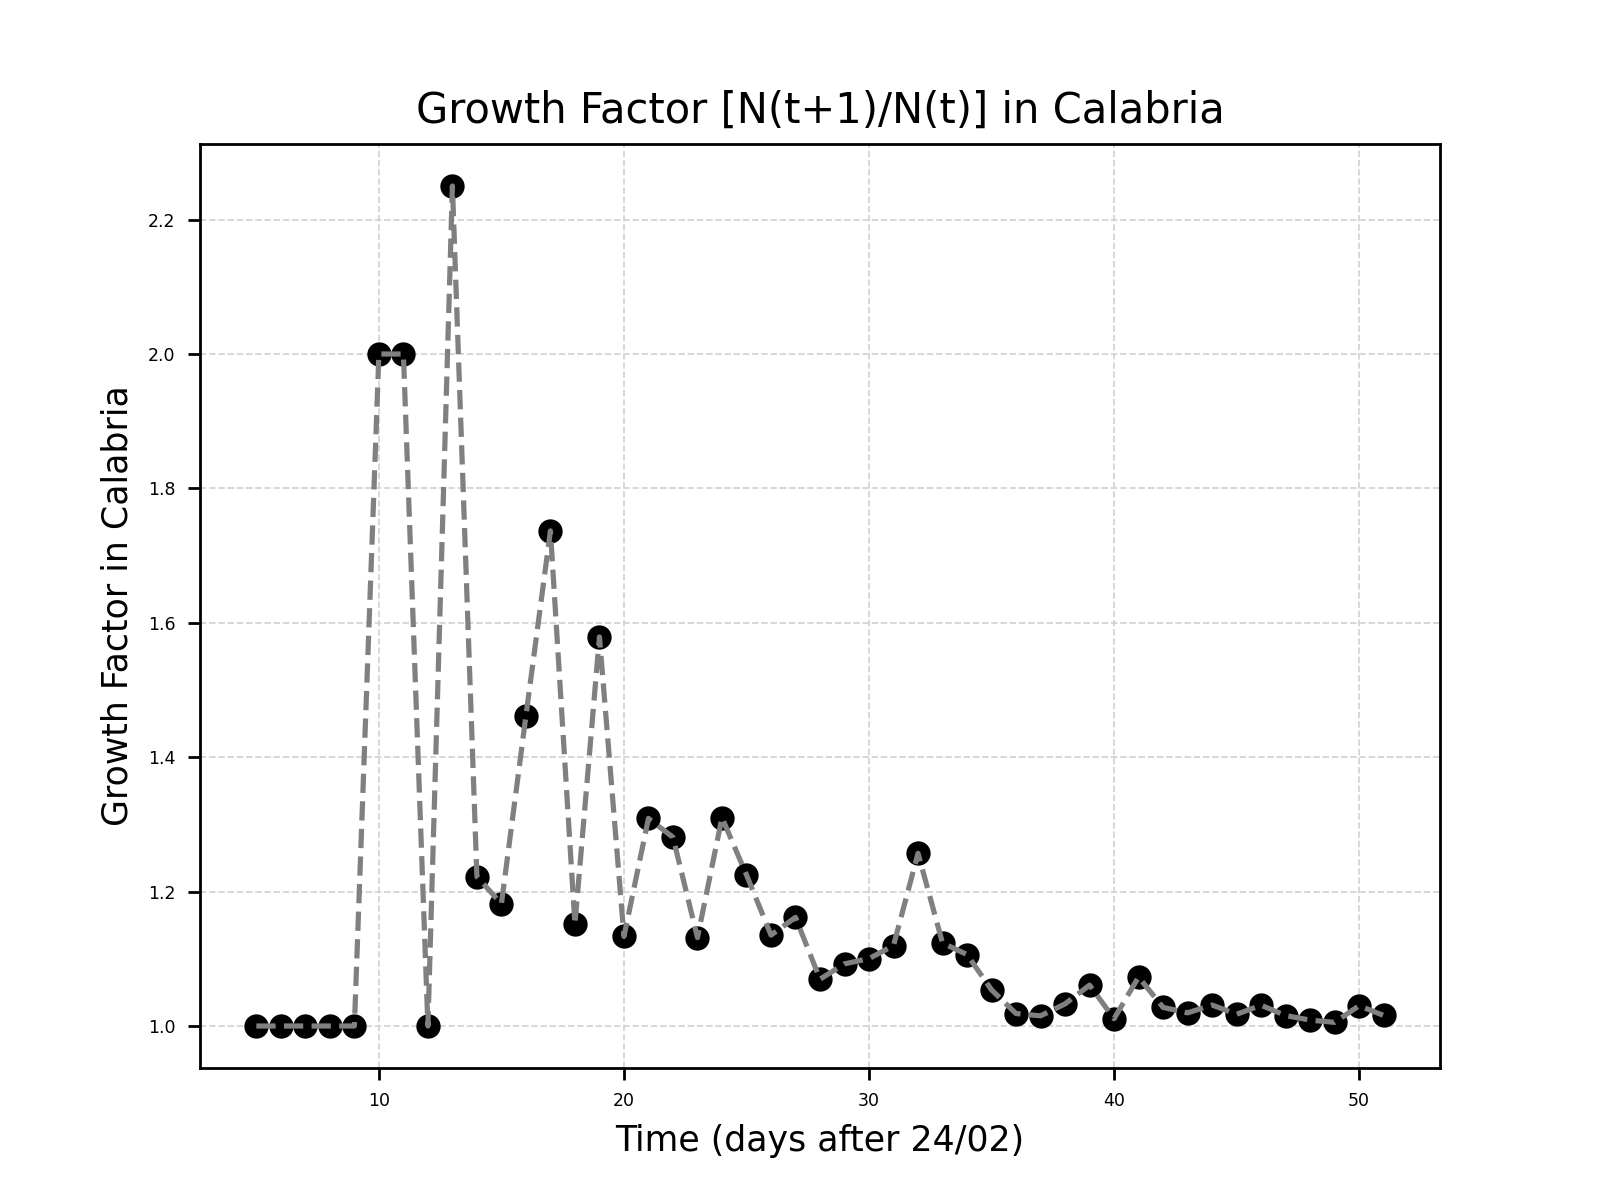 Growth Factor [N(t+1)/N(t)] in Calabria
Growth Factor in Calabria
2.2
2.0
1.8
1.6
1.4
1.2
1.0
10 20 30 40 50
Time (days after 24/02)